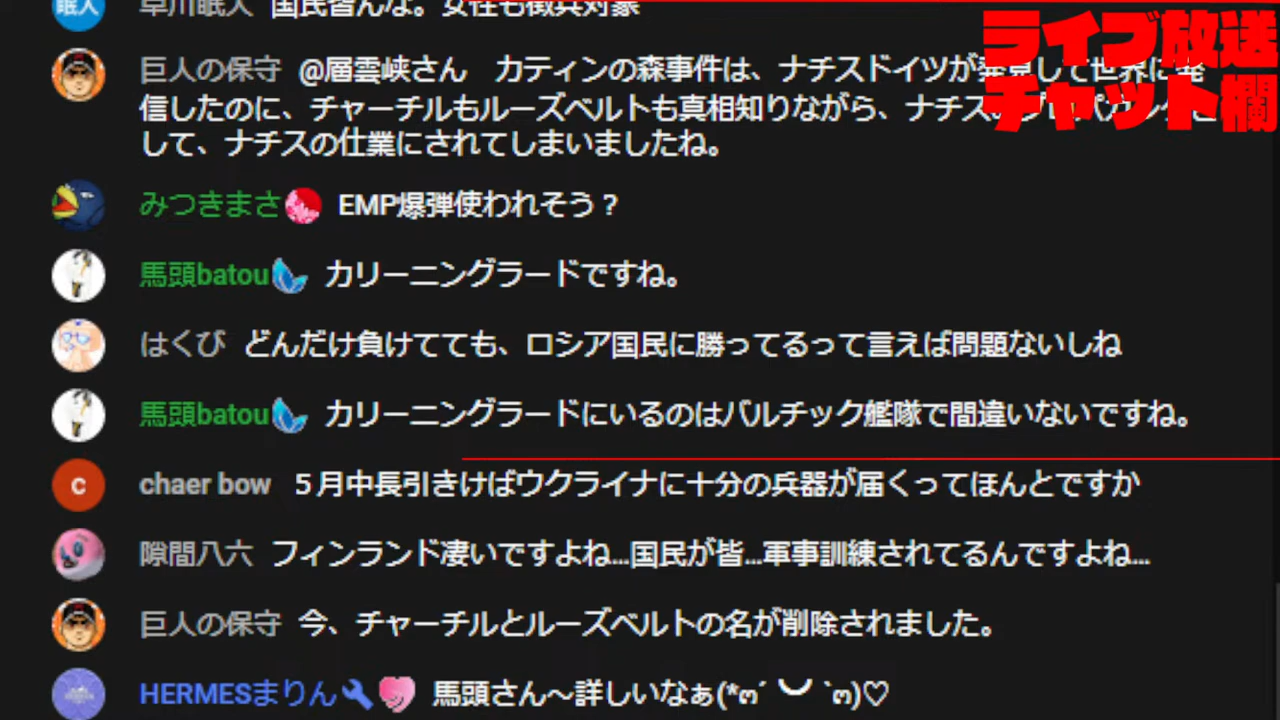 眠人
早川眠人 国民皆んな。女性も徴兵対象
ライブ放送
チャット欄
巨人の保守 @層雲峡さん カティンの森事件は、ナチスドイツが発見して世界に発
信したのに、チャーチルもルーズベルトも真相知りながら、ナチスのプロパガンダと
して、ナチスの仕業にされてしまいましたね。
みつきまさ EMP爆弾使われそう？
馬頭batou カリーニングラードですね。
はくび どんだけ負けてても、ロシア国民に勝ってるって言えば問題ないしね
馬頭batou カリーニングラードにいるのはバルチック艦隊で間違いないですね。
C
chaer bow ５月中長引きけばウクライナに十分の兵器が届くってほんとですか
隙間八六 フィンランド凄いですよね...国民が皆...軍事訓練されてるんですよね...
巨人の保守 今、チャーチルとルーズベルトの名が削除されました。
HERMESまりん 馬頭さん〜詳しいなぁ(*ෆ´ ︶ `ෆ)♡